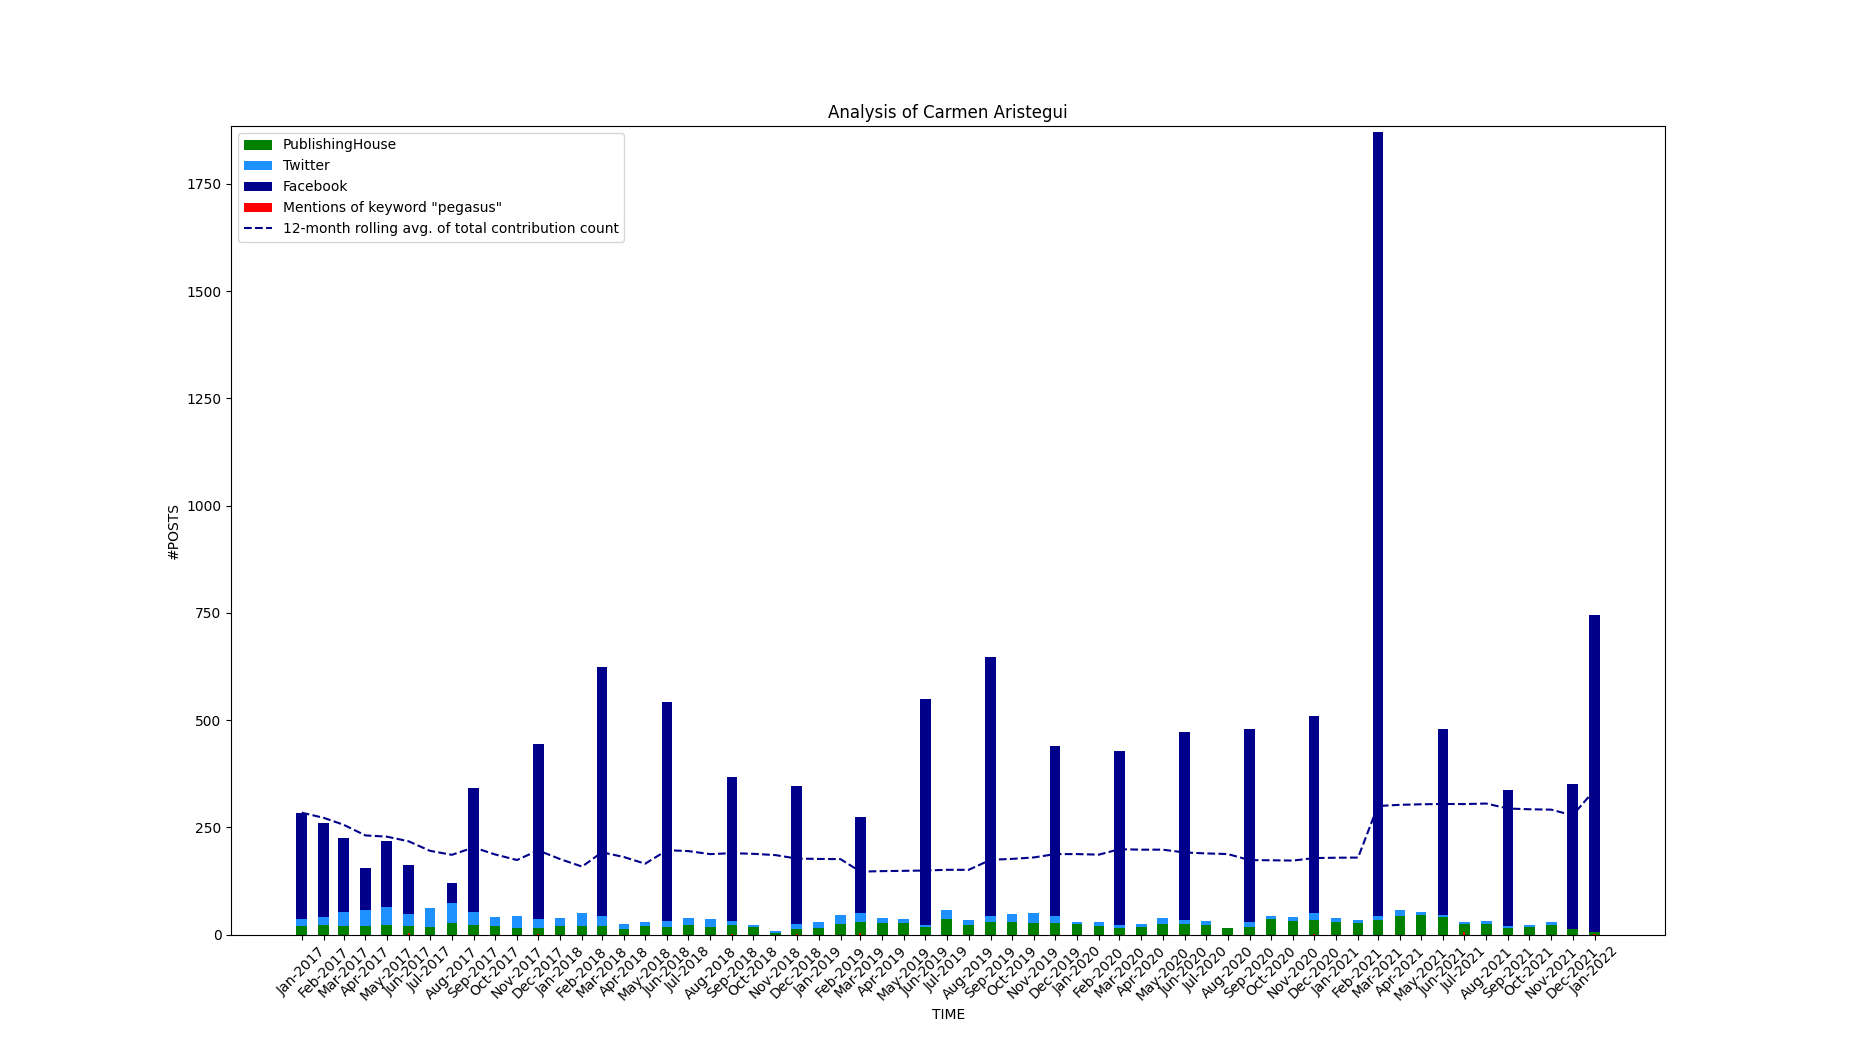 Analysis of Carmen Aristegui
PublishingHouse
Twitter
Facebook
Mentions of keyword "pegasus"
12-month rolling avg. of total contribution count
#POSTS
1750
1500
1250
1000
750
500
250
0
Jan-2017
Feb-2017
Mar-2017
Apr-2017
May-2017
Jun-2017
Jul-2017
Aug-2017
Sep-2017
Oct-2017
Nov-2017
Dec-2017
Jan-2018
Feb-2018
Mar-2018
Apr-2018
May-2018
Jun-2018
Jul-2018
Aug-2018
Sep-2018
Oct-2018
Nov-2018
Dec-2018
Jan-2019
Feb-2019
Mar-2019
Apr-2019
May-2019
Jun-2019
Jul-2019
Aug-2019
Sep-2019
Oct-2019
Nov-2019
Dec-2019
Jan-2020
Feb-2020
Mar-2020
Apr-2020
May-2020
Jun-2020
Jul-2020
Aug-2020
Sep-2020
Oct-2020
Nov-2020
Dec-2020
Jan-2021
Feb-2021
Mar-2021
Apr-2021
May-2021
Jun-2021
Jul-2021
Aug-2021
Sep-2021
Oct-2021
Nov-2021
Dec-2021
Jan-2022
TIME